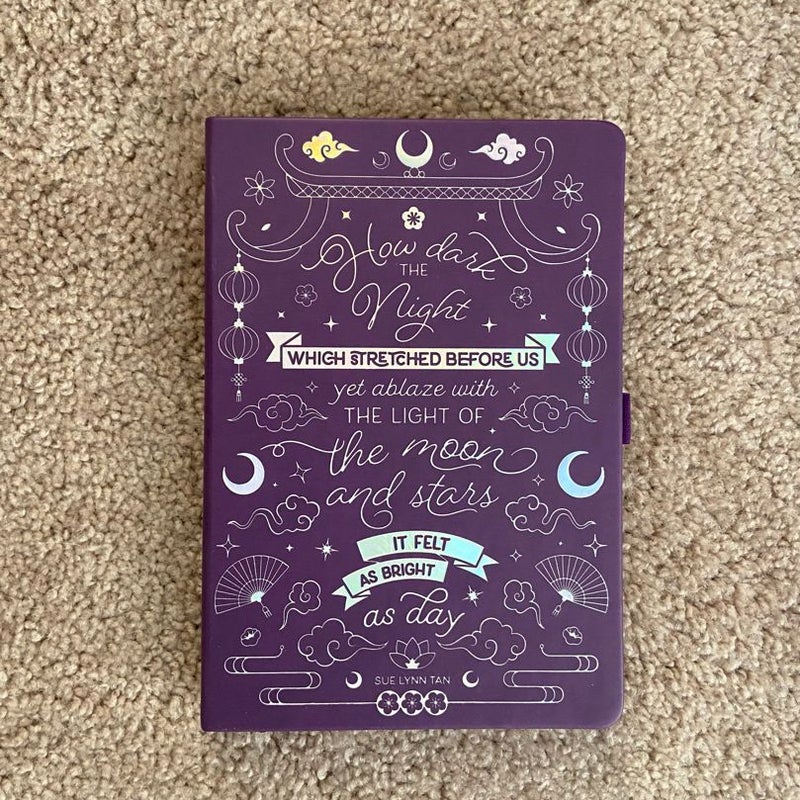 How dark
THE
Night
WHICH STRETCHED BEFORE US
yet ablaze with
THE LIGHT OF
the moon
and stars
IT FELT
AS BRIGHT
as day
SUE LYNN TAN